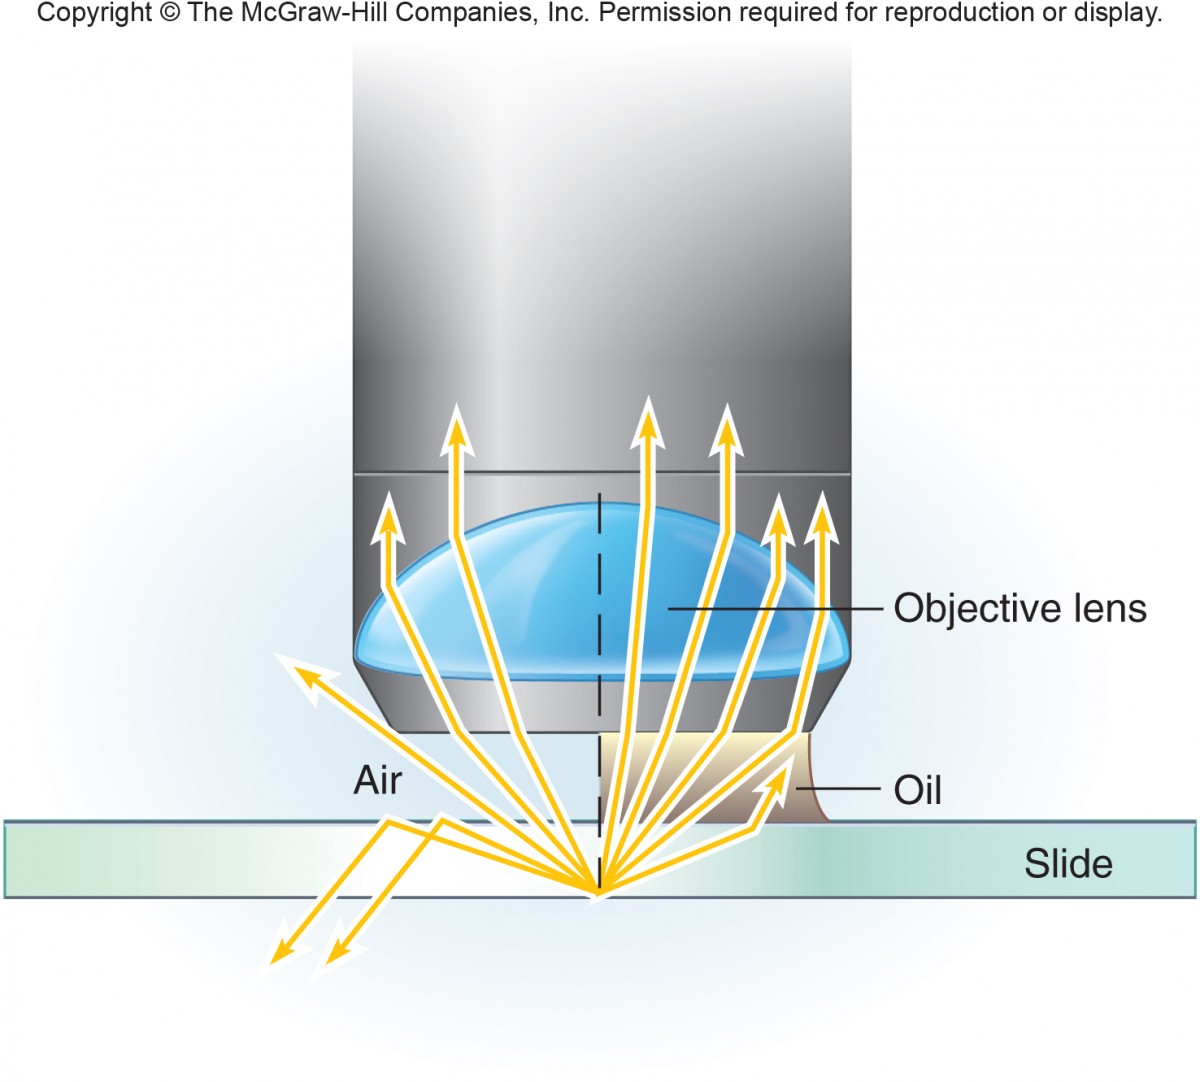 Copyright © The McGraw-Hill Companies, Inc. Permission required for reproduction or display.
Objective lens
Air
Oil
Slide